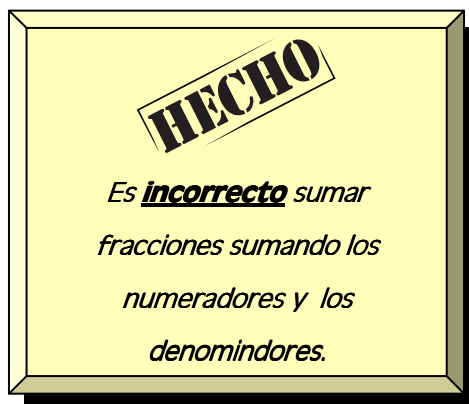 HECHO
Es incorrecto sumar
fracciones sumando los
numeradores y los
denomindores.